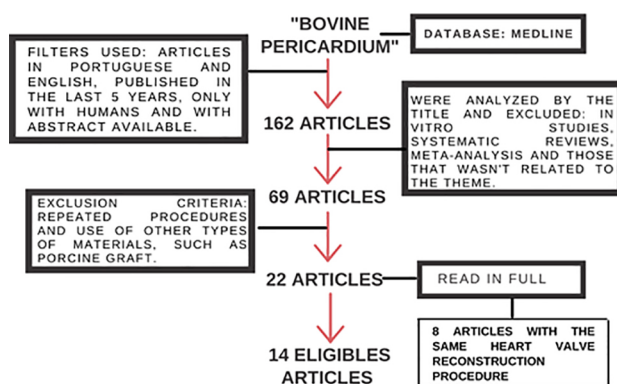 "BOVINE
PERICARDIUM"
DATABASE: MEDLINE
FILTERS USED: ARTICLES
IN PORTUGUESE AND
ENGLISH, PUBLISHED IN
THE LAST 5 YEARS, ONLY
WITH HUMANS AND WITH
ABSTRACT AVAILABLE.
162 ARTICLES
WERE ANALYZED BY THE
TITLE AND EXCLUDED: IN
VITRO STUDIES,
SYSTEMATIC REVIEWS,
META-ANALYSIS AND THOSE
THAT WASN'T RELATED TO
THE THEME.
69 ARTICLES
EXCLUSION CRITERIA:
REPEATED PROCEDURES
AND USE OF OTHER TYPES
OF MATERIALS, SUCH AS
PORCINE GRAFT.
22 ARTICLES
READ IN FULL
8 ARTICLES WITH THE
SAME HEART VALVE
RECONSTRUCTION
PROCEDURE
14 ELIGIBLES
ARTICLES